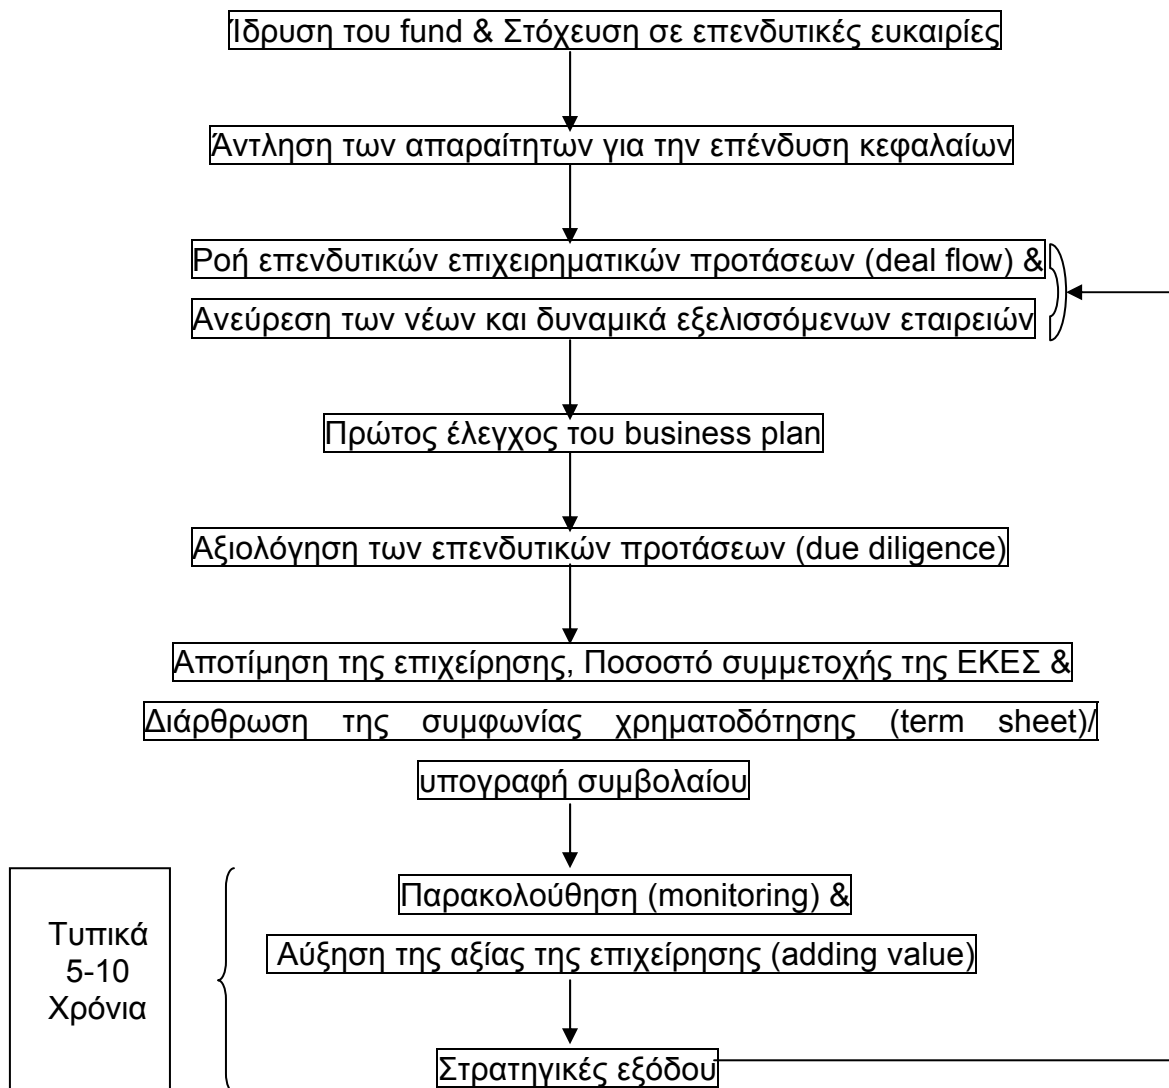 Ίδρυση του fund & Στόχευση σε επενδυτικές ευκαιρίες
Άντληση των απαραίτητων για την επένδυση κεφαλαίων
Ροή επενδυτικών επιχειρηματικών προτάσεων (deal flow) &
Ανεύρεση των νέων και δυναμικά εξελισσόμενων εταιρειών
Πρώτος έλεγχος του business plan
Αξιολόγηση των επενδυτικών προτάσεων (due diligence)
Αποτίμηση της επιχείρησης, Ποσοστό συμμετοχής της ΕΚΕΣ &
Διάρθρωση της συμφωνίας χρηματοδότησης (term sheet)/
υπογραφή συμβολαίου
Παρακολούθηση (monitoring) &
Αύξηση της αξίας της επιχείρησης (adding value)
Τυπικά
5-10
Χρόνια
Στρατηγικές εξόδου